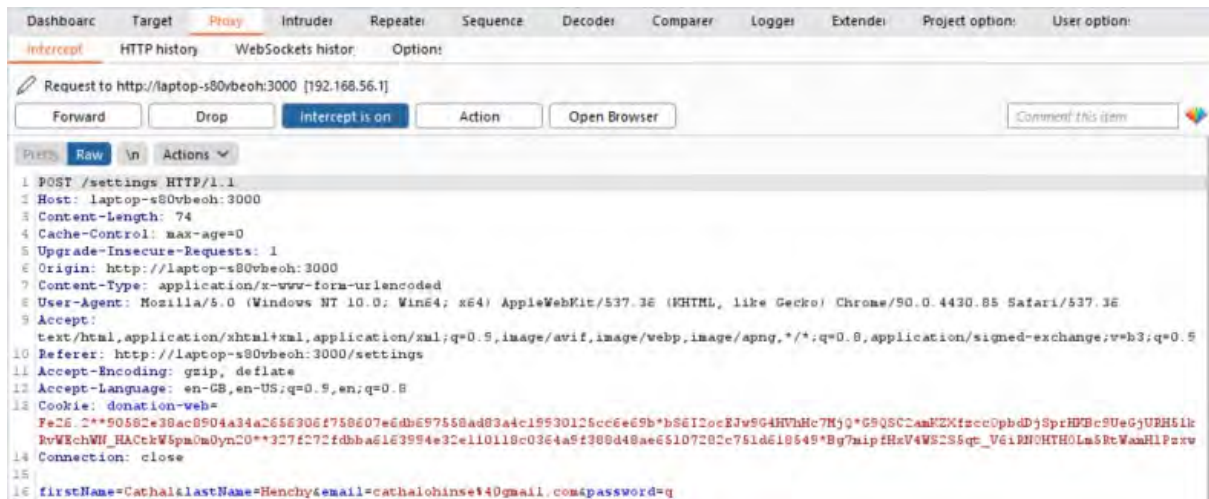 Dashboard Target Proxy Intruder Repeater Sequence Decoder Comparer Logger Extender Project option: User option:
Intercept HTTP history WebSockets histor Option:
Request to http://laptop-s80vbeoh:3000 [192.168.56.1]
Forward Drop Intercept is on Action Open Browser Comment this item
Pretty Raw \n Actions
1 POST /settings HTTP/1.1
2 Host: laptop-s80vbeoh:3000
3 Content-Length: 74
4 Cache-Control: max-age=0
5 Upgrade-Insecure-Requests: 1
6 Origin: http://laptop-s80vbeoh:3000
7 Content-Type: application/x-www-form-urlencoded
8 User-Agent: Mozilla/5.0 (Windows NT 10.0; Win64; x64) AppleWebKit/537.36 (KHTML, like Gecko) Chrome/90.0.4430.85 Safari/537.36
9 Accept:
text/html,application/xhtml+xml,application/xml;q=0.9,image/avif,image/webp,image/apng,*/*;q=0.8,application/signed-exchange;v=b3;q=0.9
10 Referer: http://laptop-s80vbeoh:3000/settings
11 Accept-Encoding: gzip, deflate
12 Accept-Language: en-GB,en-US;q=0.9,en;q=0.8
13 Cookie: donation-web=
14 Connection: close
15
16 firstName=Cathal&lastName=Henchy&email=cathalohinse%40gmail.com&password=q